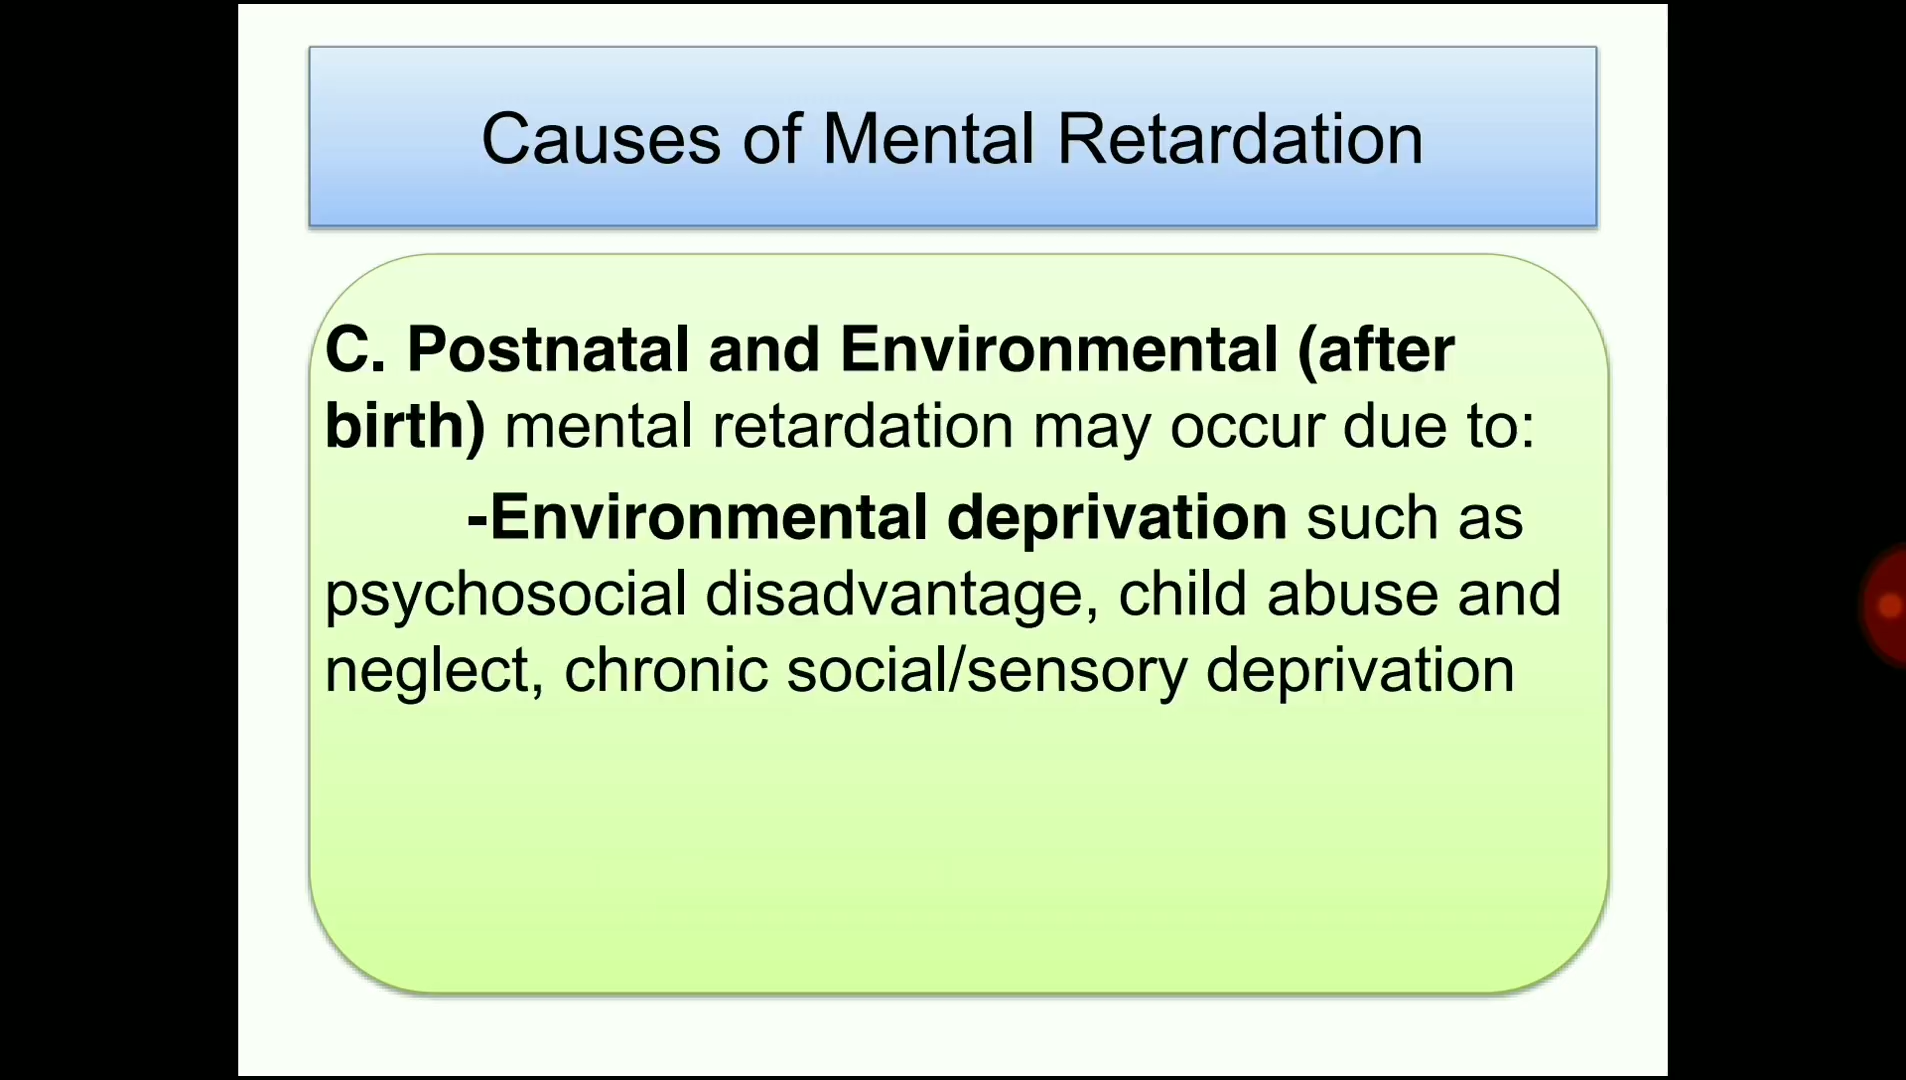 Causes of Mental Retardation
C. Postnatal and Environmental (after
birth) mental retardation may occur due to:
-Environmental deprivation such as
psychosocial disadvantage, child abuse and
neglect, chronic social/sensory deprivation